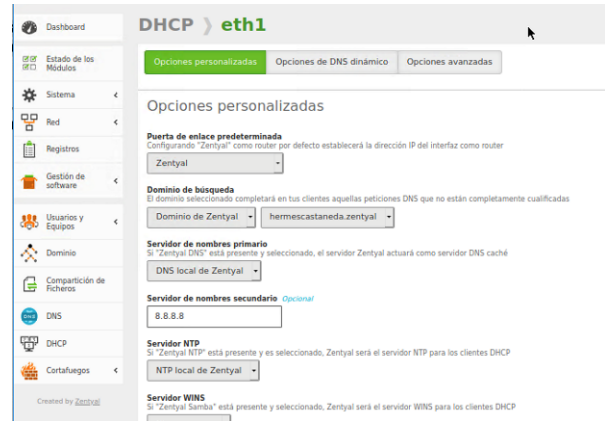 Dashboard
Estado de los
Módulos
Sistema
Red
Registros
Gestión de
software
Usuarios y
Equipos
Dominio
Compartición de
Ficheros
DNS
DHCP
Cortafuegos
Created by Zentyal
DHCP ⟩ eth1
Opciones personalizadas Opciones de DNS dinámico Opciones avanzadas
Opciones personalizadas
Puerta de enlace predeterminada
Configurando "Zentyal" como router por defecto establecerá la dirección IP del interfaz como router
Zentyal
Dominio de búsqueda
El dominio seleccionado completará en tus clientes aquellas peticiones DNS que no están completamente cualificadas
Dominio de Zentyal hermescastaneda.zentyal
Servidor de nombres primario
Si "Zentyal DNS" está presente y seleccionado, el servidor Zentyal actuará como servidor DNS caché
DNS local de Zentyal
Servidor de nombres secundario Opcional
8.8.8.8
Servidor NTP
Si "Zentyal NTP" está presente y es seleccionado, Zentyal será el servidor NTP para los clientes DHCP
NTP local de Zentyal
Servidor WINS
Si "Zentyal Samba" está presente y seleccionado, Zentyal será el servidor WINS para los clientes DHCP